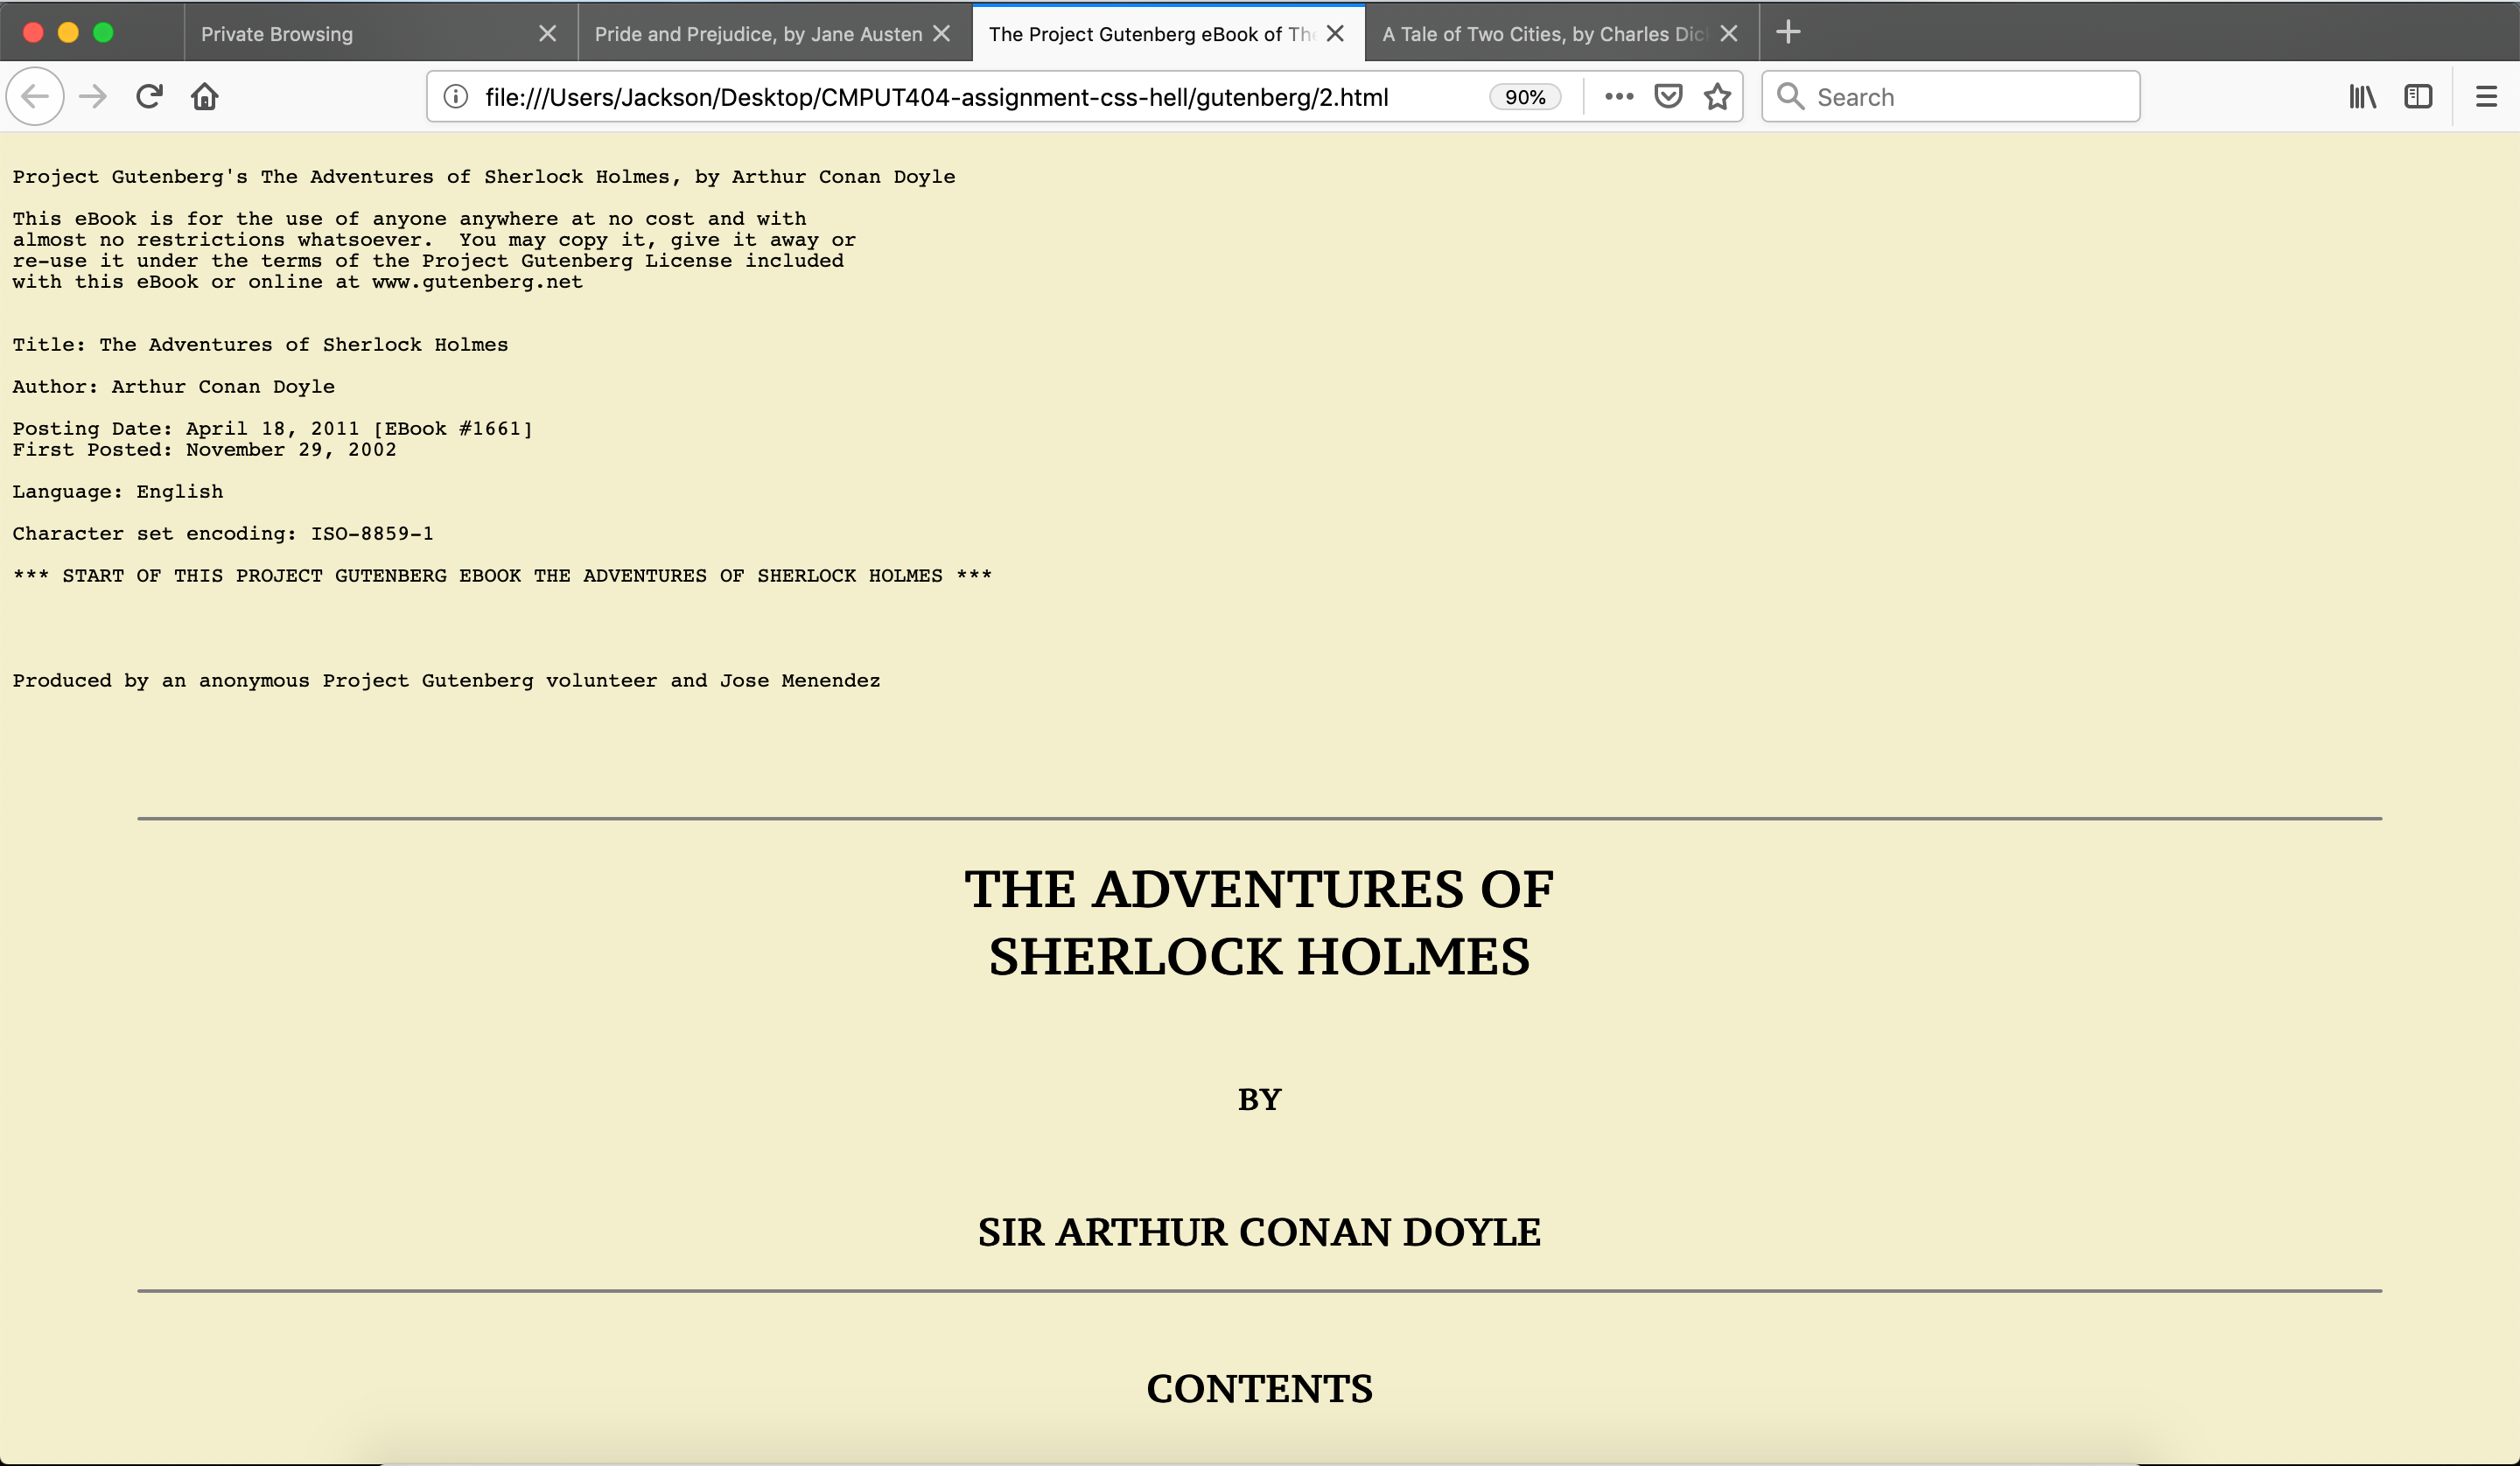 Private Browsing
Pride and Prejudice, by Jane Austen
The Project Gutenberg eBook of The
A Tale of Two Cities, by Charles Dic
file:///Users/Jackson/Desktop/CMPUT404-assignment-css-hell/gutenberg/2.html
90%
Search
Project Gutenberg's The Adventures of Sherlock Holmes, by Arthur Conan Doyle
This eBook is for the use of anyone anywhere at no cost and with
almost no restrictions whatsoever.  You may copy it, give it away or
re-use it under the terms of the Project Gutenberg License included
with this eBook or online at www.gutenberg.net
Title: The Adventures of Sherlock Holmes
Author: Arthur Conan Doyle
Posting Date: April 18, 2011 [EBook #1661]
First Posted: November 29, 2002
Language: English
Character set encoding: ISO-8859-1
*** START OF THIS PROJECT GUTENBERG EBOOK THE ADVENTURES OF SHERLOCK HOLMES ***
Produced by an anonymous Project Gutenberg volunteer and Jose Menendez
THE ADVENTURES OF
SHERLOCK HOLMES
BY
SIR ARTHUR CONAN DOYLE
CONTENTS